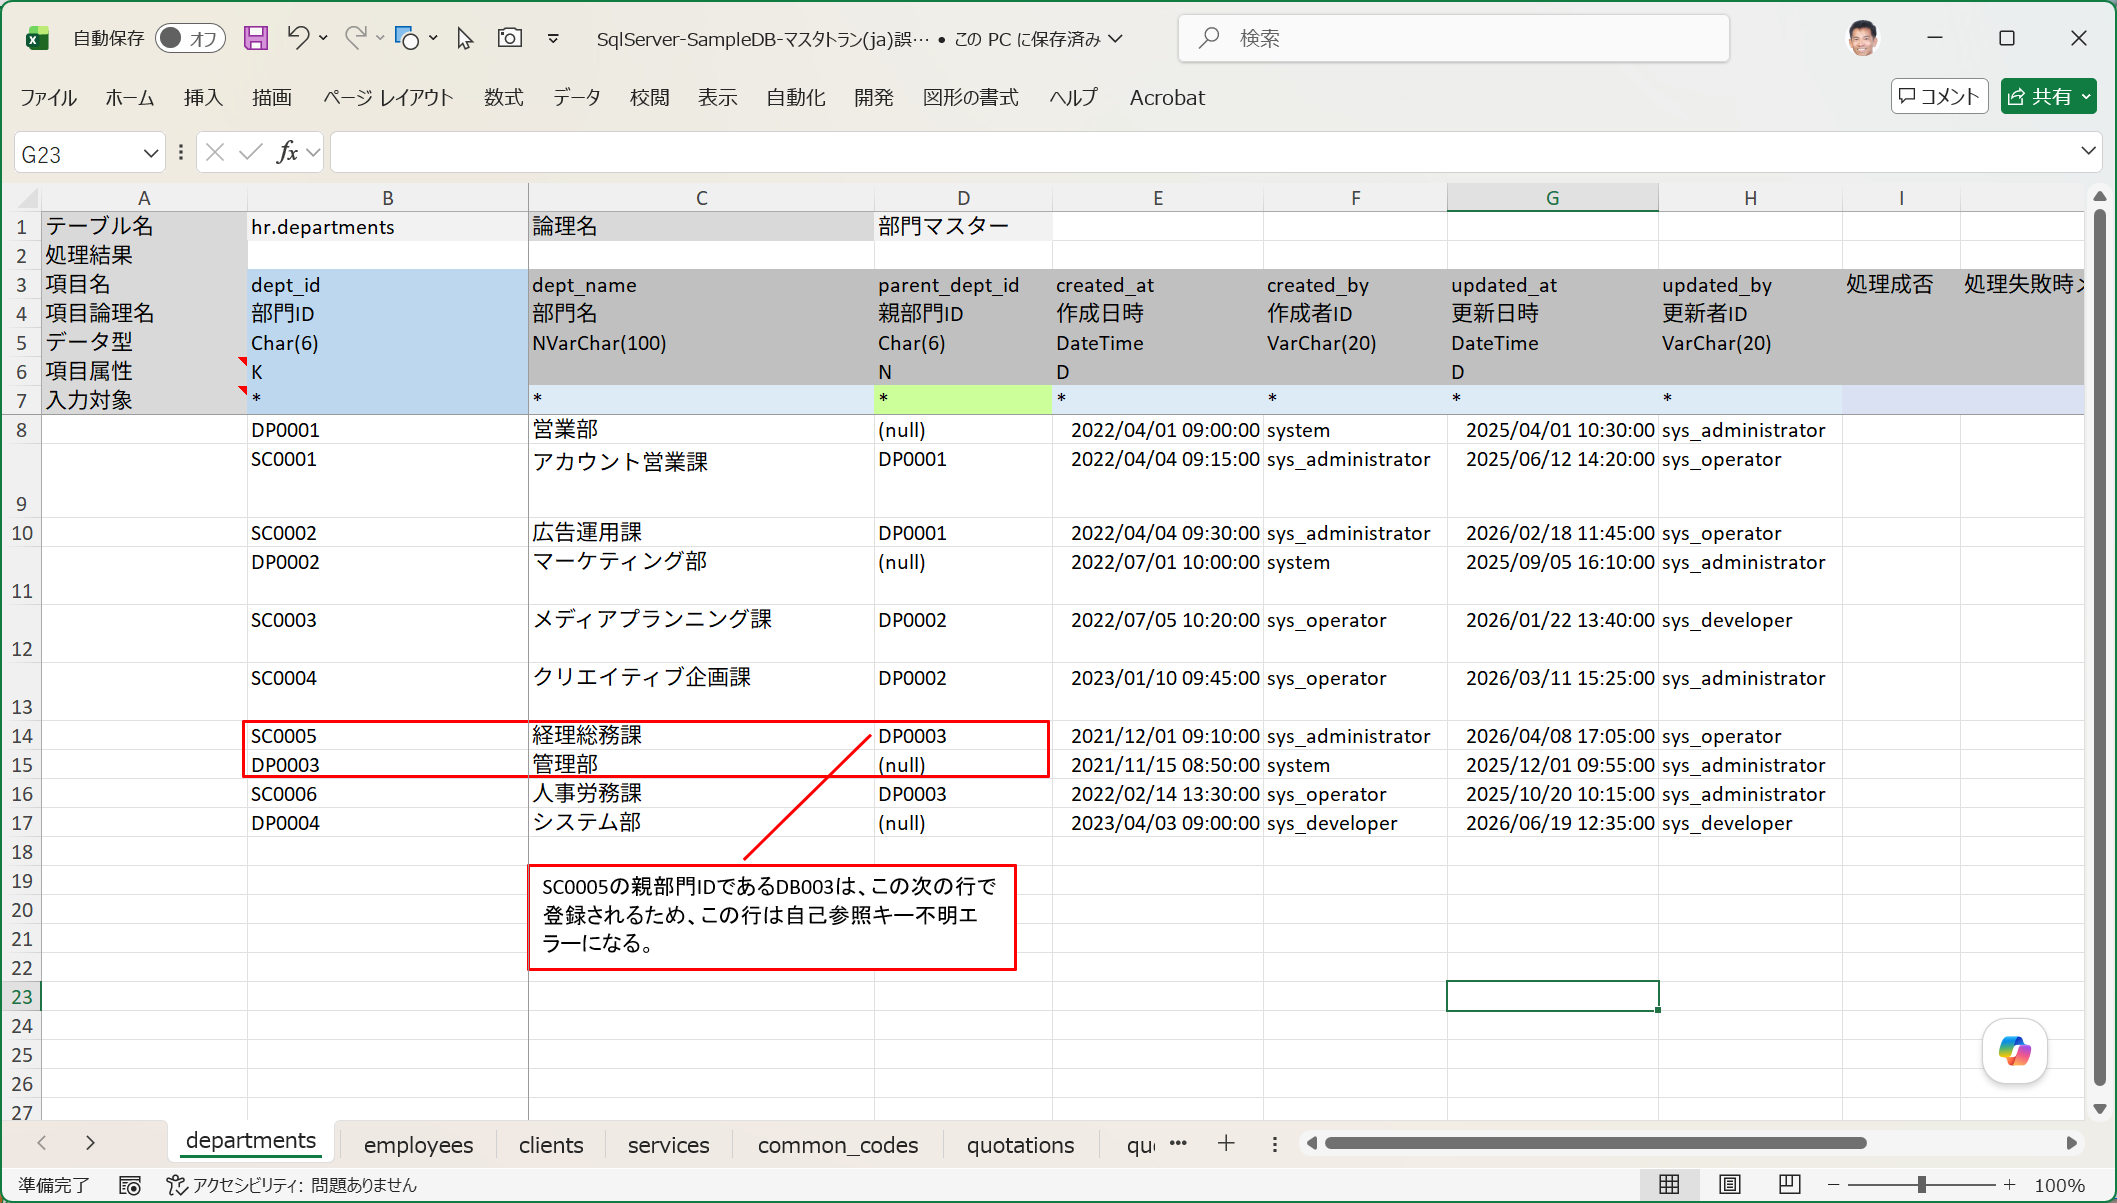 自動保存 オフ SqlServer-SampleDB-マスタトラン(ja)誤… • この PC に保存済み 検索
ファイル ホーム 挿入 描画 ページ レイアウト 数式 データ 校閲 表示 自動化 開発 図形の書式 ヘルプ Acrobat コメント 共有
G23 fx
A B C D E F G H I
1 テーブル名 hr.departments 論理名 部門マスター
2 処理結果
3 項目名 dept_id dept_name parent_dept_id created_at created_by updated_at updated_by 処理成否 処理失敗時メ
4 項目論理名 部門ID 部門名 親部門ID 作成日時 作成者ID 更新日時 更新者ID
5 データ型 Char(6) NVarChar(100) Char(6) DateTime VarChar(20) DateTime VarChar(20)
6 項目属性 K N D D
7 入力対象 * * * * * * *
8 DP0001 営業部 (null) 2022/04/01 09:00:00 system 2025/04/01 10:30:00 sys_administrator
9 SC0001 アカウント営業課 DP0001 2022/04/04 09:15:00 sys_administrator 2025/06/12 14:20:00 sys_operator
10 SC0002 広告運用課 DP0001 2022/04/04 09:30:00 sys_administrator 2026/02/18 11:45:00 sys_operator
11 DP0002 マーケティング部 (null) 2022/07/01 10:00:00 system 2025/09/05 16:10:00 sys_administrator
12 SC0003 メディアプランニング課 DP0002 2022/07/05 10:20:00 sys_operator 2026/01/22 13:40:00 sys_developer
13 SC0004 クリエイティブ企画課 DP0002 2023/01/10 09:45:00 sys_operator 2026/03/11 15:25:00 sys_administrator
14 SC0005 経理総務課 DP0003 2021/12/01 09:10:00 sys_administrator 2026/04/08 17:05:00 sys_operator
15 DP0003 管理部 (null) 2021/11/15 08:50:00 system 2025/12/01 09:55:00 sys_administrator
16 SC0006 人事労務課 DP0003 2022/02/14 13:30:00 sys_operator 2025/10/20 10:15:00 sys_administrator
17 DP0004 システム部 (null) 2023/04/03 09:00:00 sys_developer 2026/06/19 12:35:00 sys_developer
18
19
SC0005の親部門IDであるDB003は、この次の行で
20
登録されるため、この行は自己参照キー不明エ
21
ラーになる。
22
23
24
25
26
27
departments employees clients services common_codes quotations quo ···
準備完了 アクセシビリティ: 問題ありません 100%